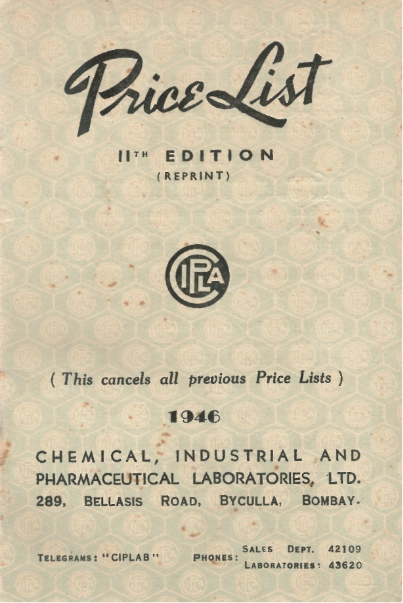 Price List
11TH EDITION
(REPRINT)
CIPLA
( This cancels all previous Price Lists )
1946
CHEMICAL, INDUSTRIAL AND
PHARMACEUTICAL LABORATORIES, LTD.
289, BELLASIS ROAD, BYCULLA, BOMBAY.
TELEGRAMS: "CIPLAB" PHONES: SALES DEPT. 42109
LABORATORIES: 43620